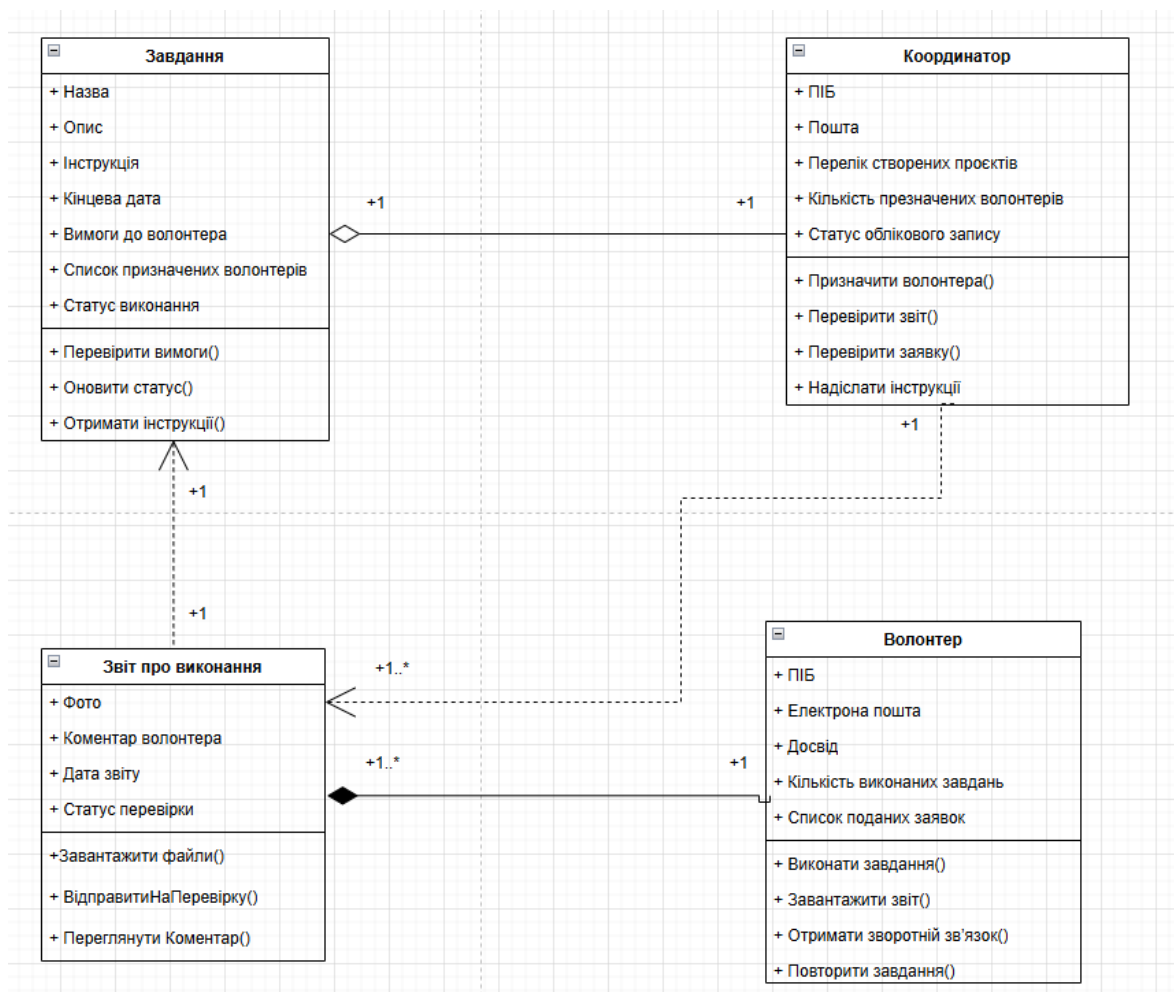 Завдання
+ Назва
+ Опис
+ Інструкція
+ Кінцева дата
+ Вимоги до волонтера
+ Список призначених волонтерів
+ Статус виконання
+ Перевірити вимоги()
+ Оновити статус()
+ Отримати інструкції()
+1
+1
Координатор
+ ПІБ
+ Пошта
+ Перелік створених проєктів
+ Кількість презначених волонтерів
+ Статус облікового запису
+ Призначити волонтера()
+ Перевірити звіт()
+ Перевірити заявку()
+ Надіслати інструкції
+1
+1
+1
Звіт про виконання
+ Фото
+ Коментар волонтера
+ Дата звіту
+ Статус перевірки
+Завантажити файли()
+ ВідправитиНаПеревірку()
+ Переглянути Коментар()
+1..*
+1..*
+1
Волонтер
+ ПІБ
+ Електрона пошта
+ Досвід
+ Кількість виконаних завдань
+ Список поданих заявок
+ Виконати завдання()
+ Завантажити звіт()
+ Отримати зворотній зв'язок()
+ Повторити завдання()